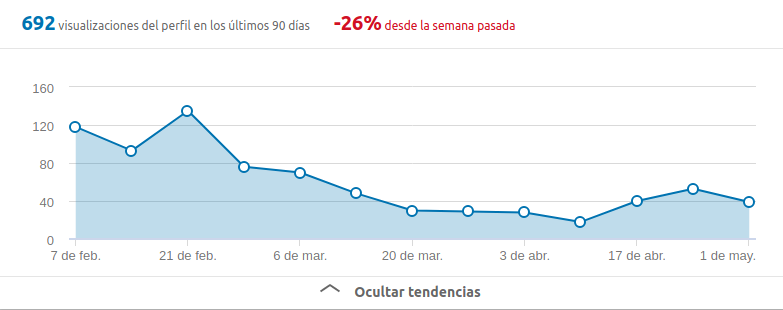 692 visualizaciones del perfil en los últimos 90 días -26% desde la semana pasada
160
120
80
40
0
7 de feb. 21 de feb. 6 de mar. 20 de mar. 3 de abr. 17 de abr. 1 de may.
Ocultar tendencias